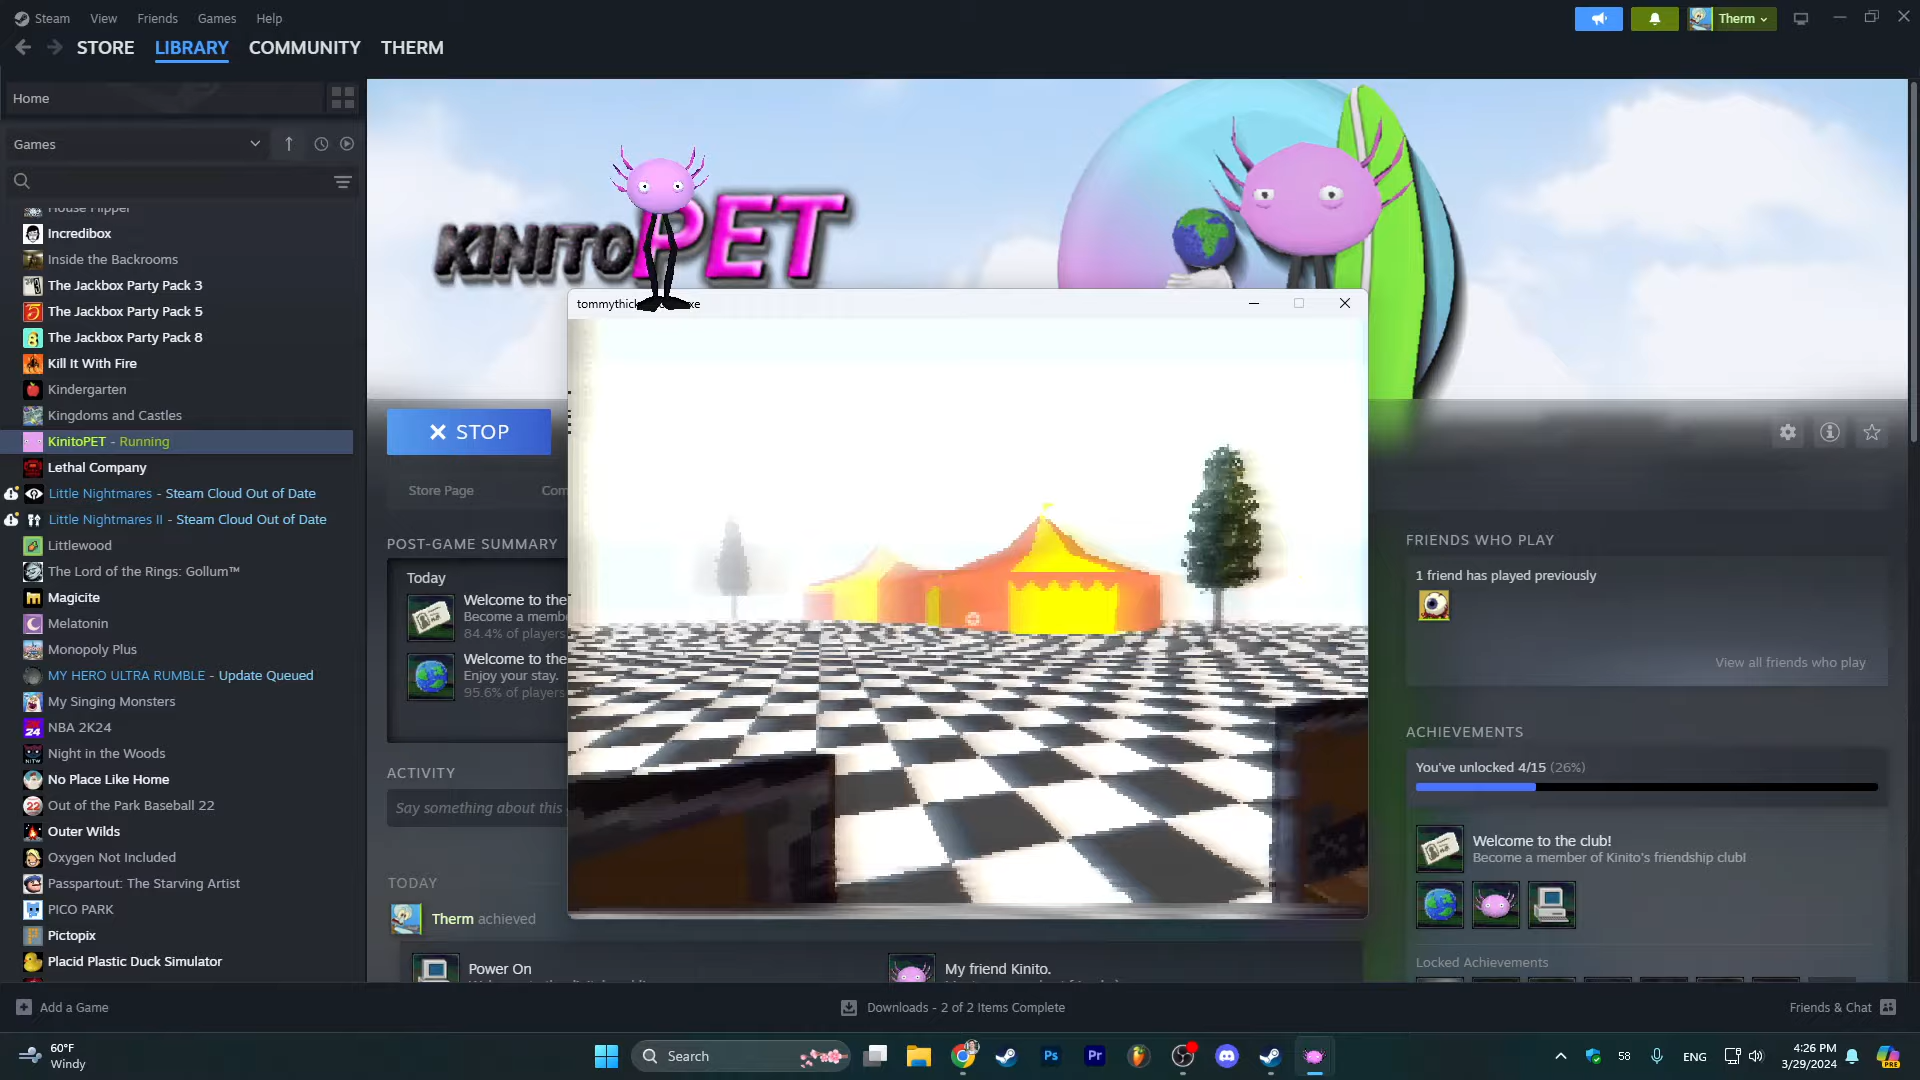 Steam
View
Friends
Games
Help
Therm
STORE
LIBRARY
COMMUNITY
THERM
Home
Games
House Flipper
Incredibox
Inside the Backrooms
The Jackbox Party Pack 3
The Jackbox Party Pack 5
The Jackbox Party Pack 8
Kill It With Fire
Kindergarten
Kingdoms and Castles
KinitoPET - Running
Lethal Company
Little Nightmares - Steam Cloud Out of Date
Little Nightmares II - Steam Cloud Out of Date
Littlewood
The Lord of the Rings: Gollum™
Magicite
Melatonin
Monopoly Plus
MY HERO ULTRA RUMBLE - Update Queued
My Singing Monsters
NBA 2K24
Night in the Woods
No Place Like Home
Out of the Park Baseball 22
Outer Wilds
Oxygen Not Included
Passpartout: The Starving Artist
PICO PARK
Pictopix
Placid Plastic Duck Simulator
KINITOPET
STOP
Store Page
POST-GAME SUMMARY
Today
Welcome to the
Become a memb
84.4% of players
Welcome to the
Enjoy your stay.
95.6% of players
ACTIVITY
Say something about this
TODAY
Therm achieved
Power On
My friend Kinito.
FRIENDS WHO PLAY
1 friend has played previously
View all friends who play
ACHIEVEMENTS
You've unlocked 4/15 (26%)
Welcome to the club!
Become a member of Kinito's friendship club!
Locked Achievements
Add a Game
Downloads - 2 of 2 Items Complete
Friends & Chat
60°F
Windy
Search
Ps
Pr
58
ENG
4:26 PM
3/29/2024
PRE